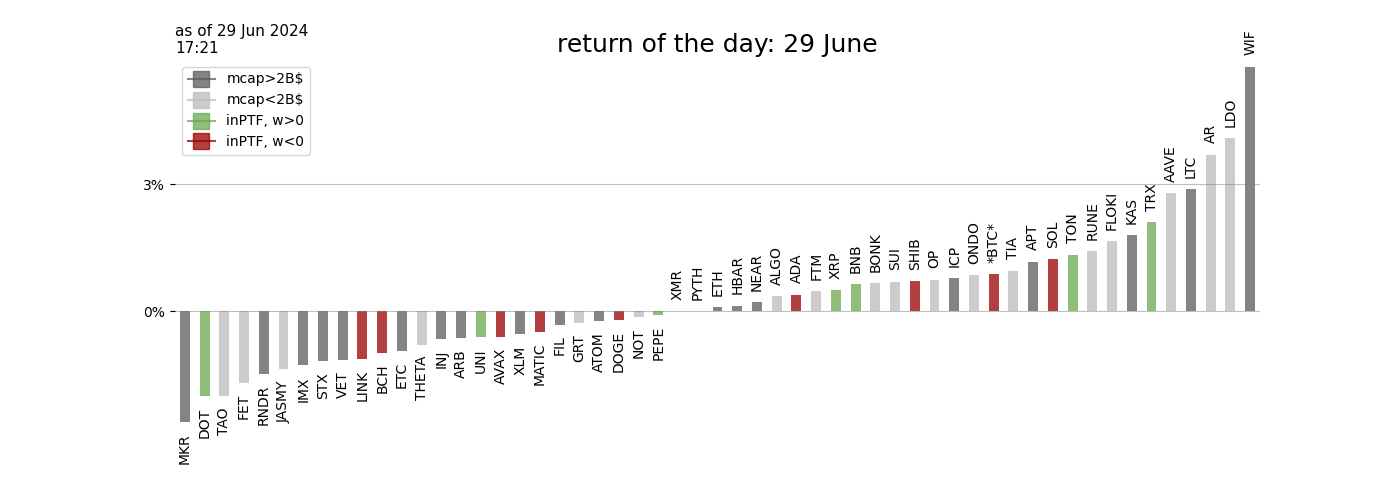 as of 29 Jun 2024
17:21
return of the day: 29 June
mcap>2B$
mcap<2B$
inPTF, w>0
inPTF, w<0
3%
0%
MKR
DOT
TAO
FET
RNDR
JASMY
IMX
STX
VET
LINK
BCH
ETC
THETA
INJ
ARB
UNI
AVAX
XLM
MATIC
FIL
GRT
ATOM
DOGE
NOT
PEPE
XMR
PYTH
ETH
HBAR
NEAR
ALGO
ADA
FTM
XRP
BNB
BONK
SUI
SHIB
OP
ICP
ONDO
*BTC*
TIA
APT
SOL
TON
RUNE
FLOKI
KAS
TRX
AAVE
LTC
AR
LDO
WIF